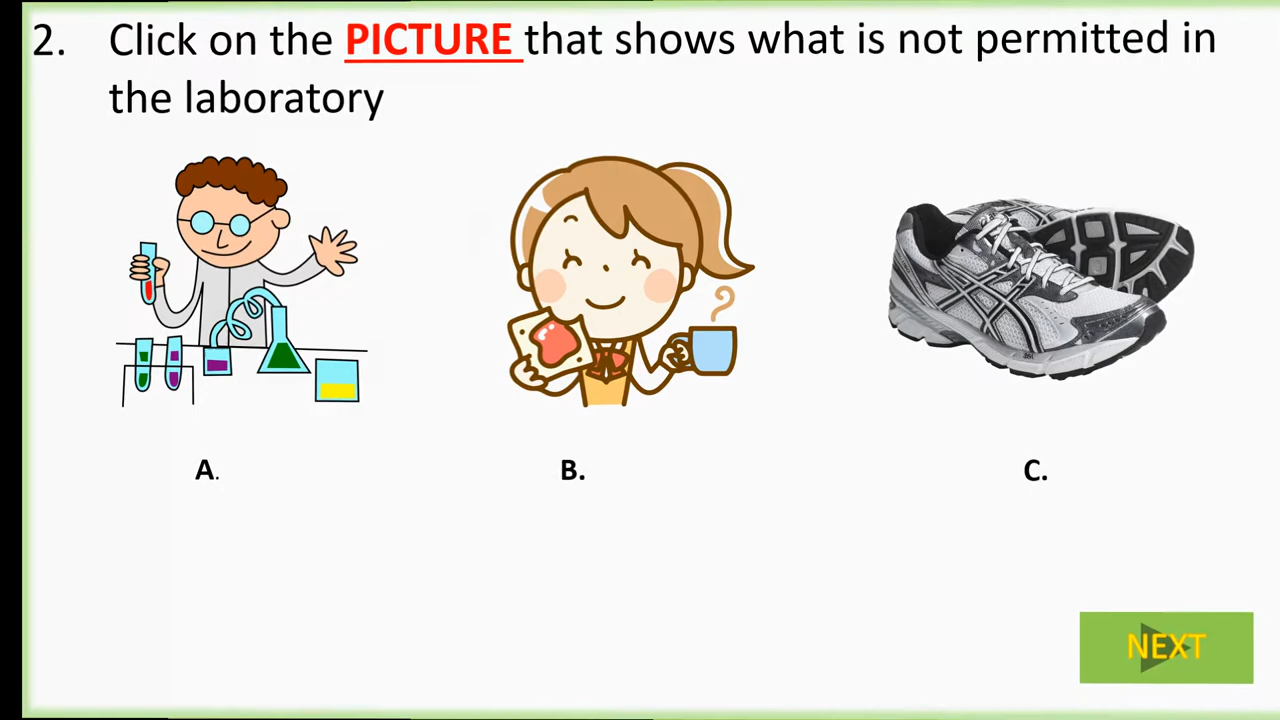 2. Click on the PICTURE that shows what is not permitted in
the laboratory
A.
B.
C.
NEXT